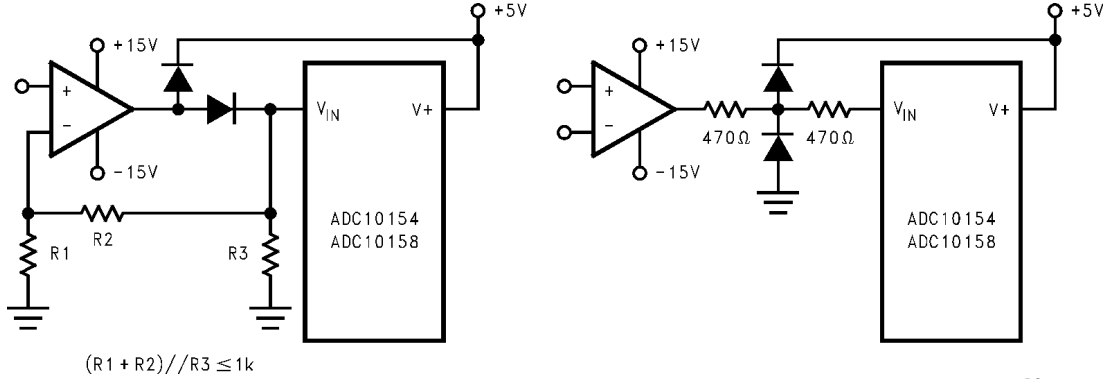 +5V
+15V
+
−
−15V
V_IN
V+
ADC10154
ADC10158
R1
R2
R3
(R1 + R2)//R3 ≤ 1k
+5V
+15V
+
−
−15V
470Ω
470Ω
V_IN
V+
ADC10154
ADC10158